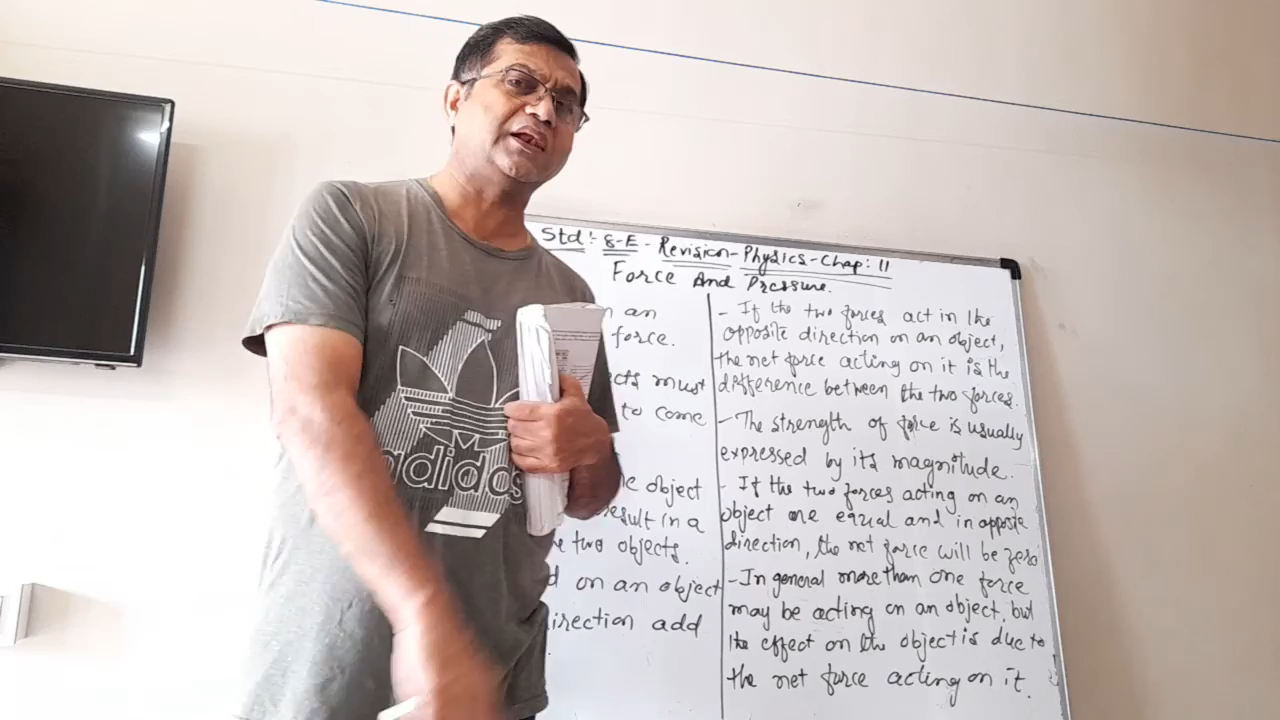 Std :- 8-E - Revision - Physics - Chap: 11
Force And Pressure.
n an
force.
cts must
to come
e object
result in a
e two objects.
d on an object
irection add
- If the two forces act in the
opposite direction on an object,
the net force acting on it is the
difference between the two forces.
- The strength of force is usually
expressed by its magnitude.
- If the two forces acting on an
object are equal and in opposite
direction, the net force will be zero
- In general more than one force
may be acting on an object, but
the effect on the object is due to
the net force acting on it.
adidas